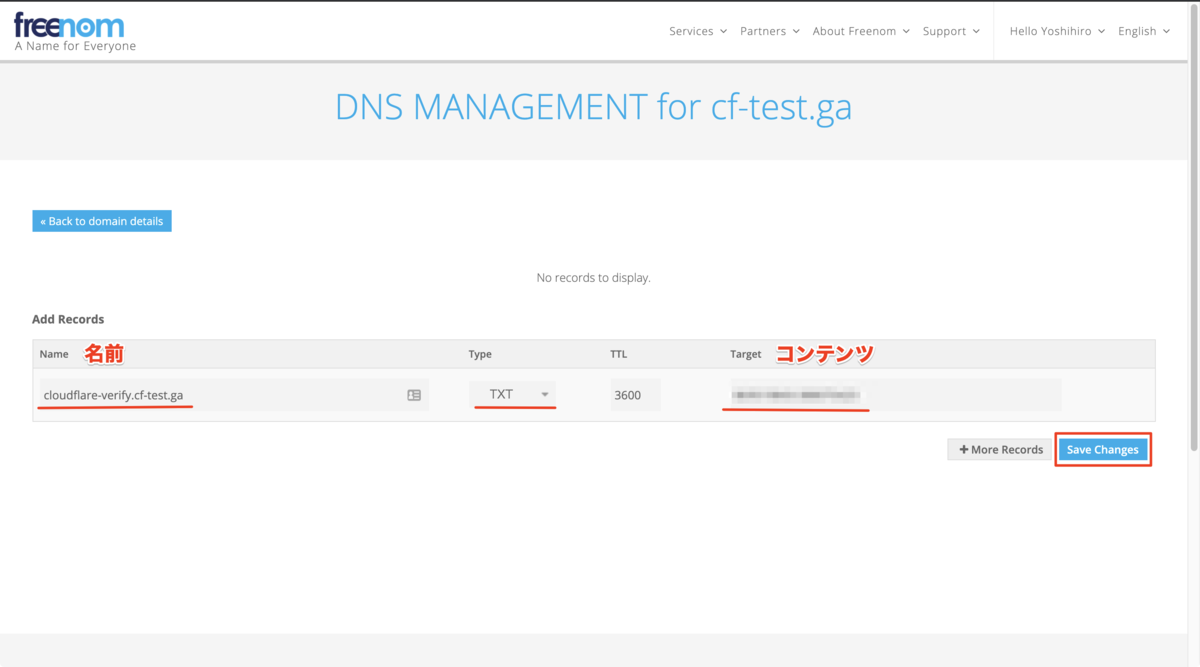 freenom
A Name for Everyone
Services Partners About Freenom Support Hello Yoshihiro English
DNS MANAGEMENT for cf-test.ga
« Back to domain details
No records to display.
Add Records
Name 名前 Type TTL Target コンテンツ
cloudflare-verify.cf-test.ga TXT 3600
+ More Records Save Changes